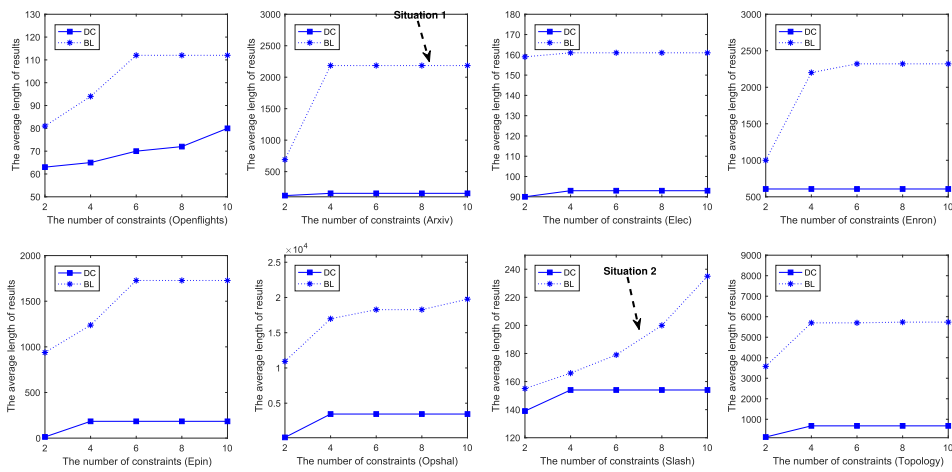 The average length of results
130
120
110
100
90
80
70
60
50
DC
BL
2 4 6 8 10
The number of constraints (Openflights)
The average length of results
3000
2500
2000
1500
1000
500
DC
BL
Situation 1
2 4 6 8 10
The number of constraints (Arxiv)
The average length of results
180
170
160
150
140
130
120
110
100
90
DC
BL
2 4 6 8 10
The number of constraints (Elec)
The average length of results
3000
2500
2000
1500
1000
500
DC
BL
2 4 6 8 10
The number of constraints (Enron)
The average length of results
2000
1500
1000
500
0
DC
BL
2 4 6 8 10
The number of constraints (Epin)
The average length of results
×10⁴
2.5
2
1.5
1
0.5
0
DC
BL
2 4 6 8 10
The number of constraints (Opshal)
The average length of results
240
220
200
180
160
140
120
DC
BL
Situation 2
2 4 6 8 10
The number of constraints (Slash)
The average length of results
9000
8000
7000
6000
5000
4000
3000
2000
1000
DC
BL
2 4 6 8 10
The number of constraints (Topology)